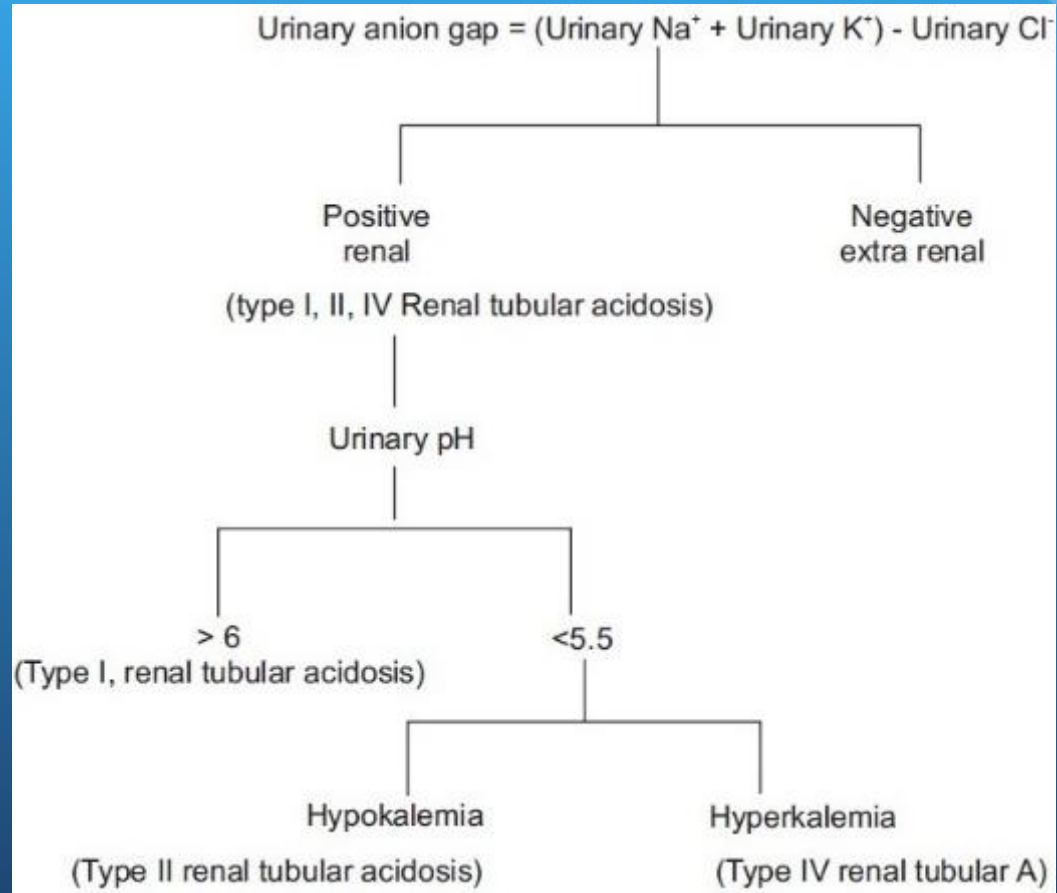 Urinary anion gap = (Urinary Na⁺ + Urinary K⁺) - Urinary Cl⁻
Positive
renal
Negative
extra renal
(type I, II, IV Renal tubular acidosis)
Urinary pH
> 6
(Type I, renal tubular acidosis)
<5.5
Hypokalemia
(Type II renal tubular acidosis)
Hyperkalemia
(Type IV renal tubular A)